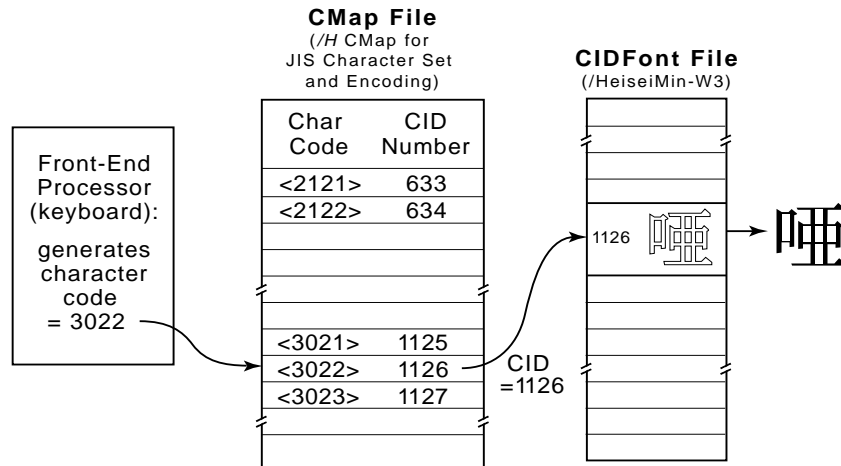 CMap File
(/H CMap for
JIS Character Set
and Encoding)
CIDFont File
(/HeiseiMin-W3)
Front-End
Processor
(keyboard):
generates
character
code
= 3022
Char CID
Code Number
<2121> 633
<2122> 634
<3021> 1125
<3022> 1126
<3023> 1127
CID
=1126
1126 唖 唖